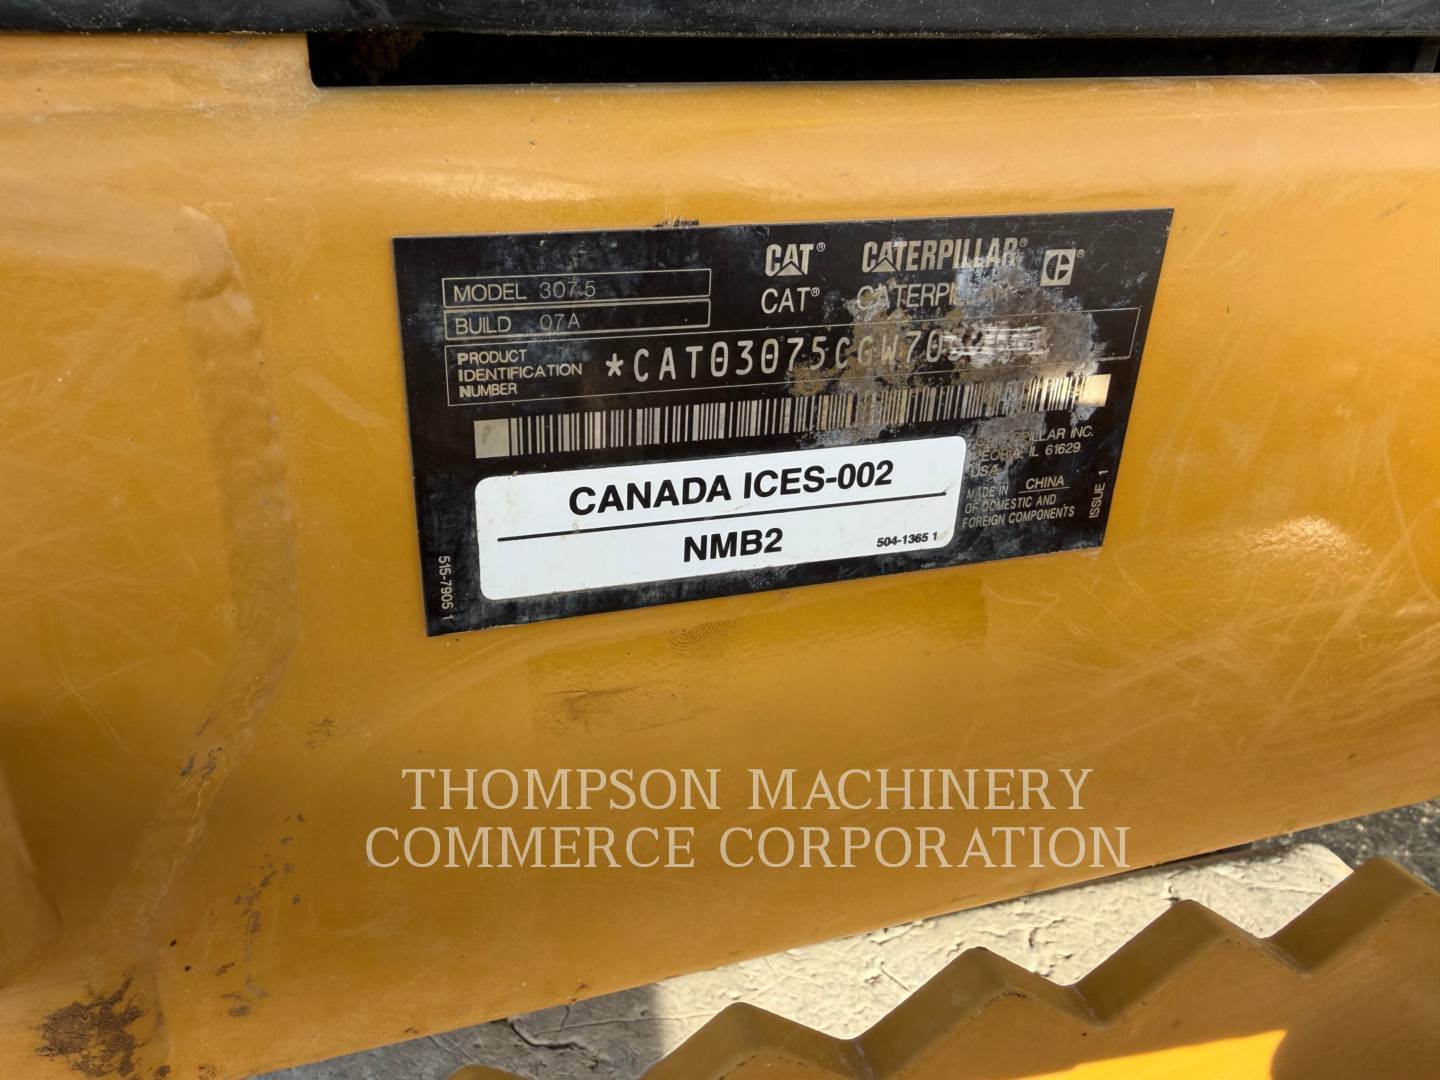 MODEL 307.5
BUILD 07A
CAT® CATERPILLAR® C®
CAT® CATERPILLAR
PRODUCT
IDENTIFICATION
NUMBER
*CAT03075CGW70
CATERPILLAR INC.
PEORIA, IL 61629
USA
MADE IN CHINA
OF DOMESTIC AND
FOREIGN COMPONENTS
ISSUE 1
CANADA ICES-002
NMB2
504-1365 1
515-7905 1
THOMPSON MACHINERY
COMMERCE CORPORATION